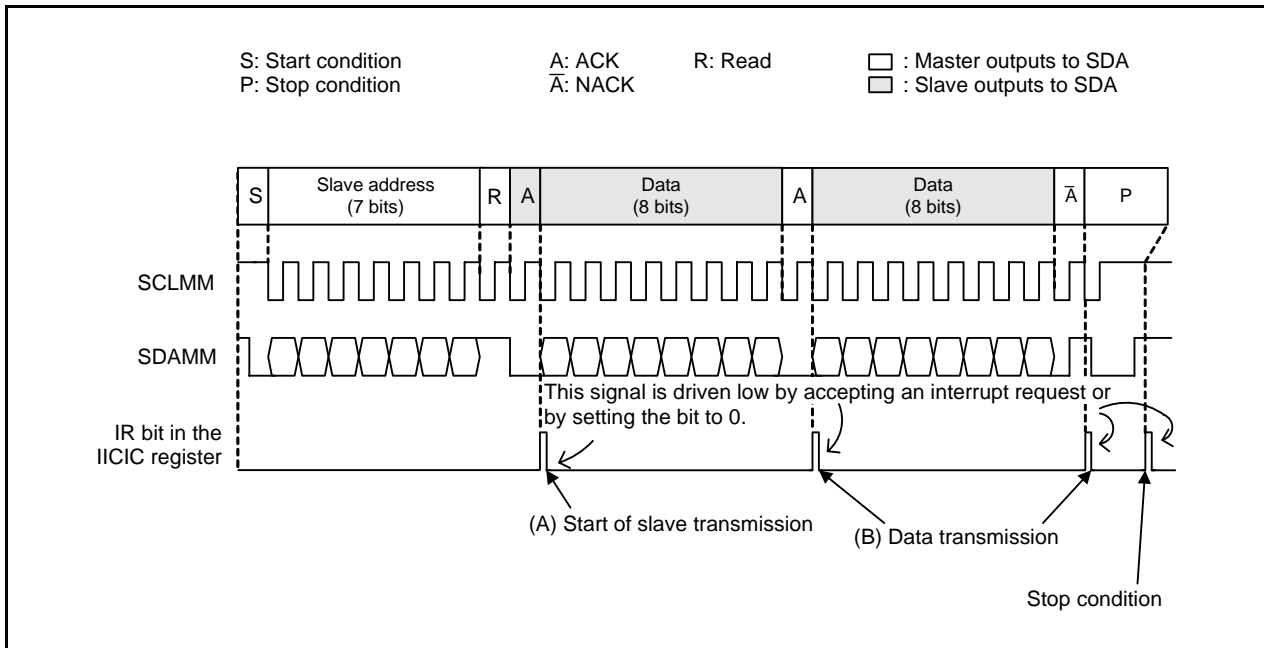 S: Start condition
A: ACK
R: Read
: Master outputs to SDA
P: Stop condition
A̅: NACK
: Slave outputs to SDA
S
Slave address
(7 bits)
R
A
Data
(8 bits)
A
Data
(8 bits)
A̅
P
SCLMM
SDAMM
This signal is driven low by accepting an interrupt request or
by setting the bit to 0.
IR bit in the
IICIC register
(A) Start of slave transmission
(B) Data transmission
Stop condition